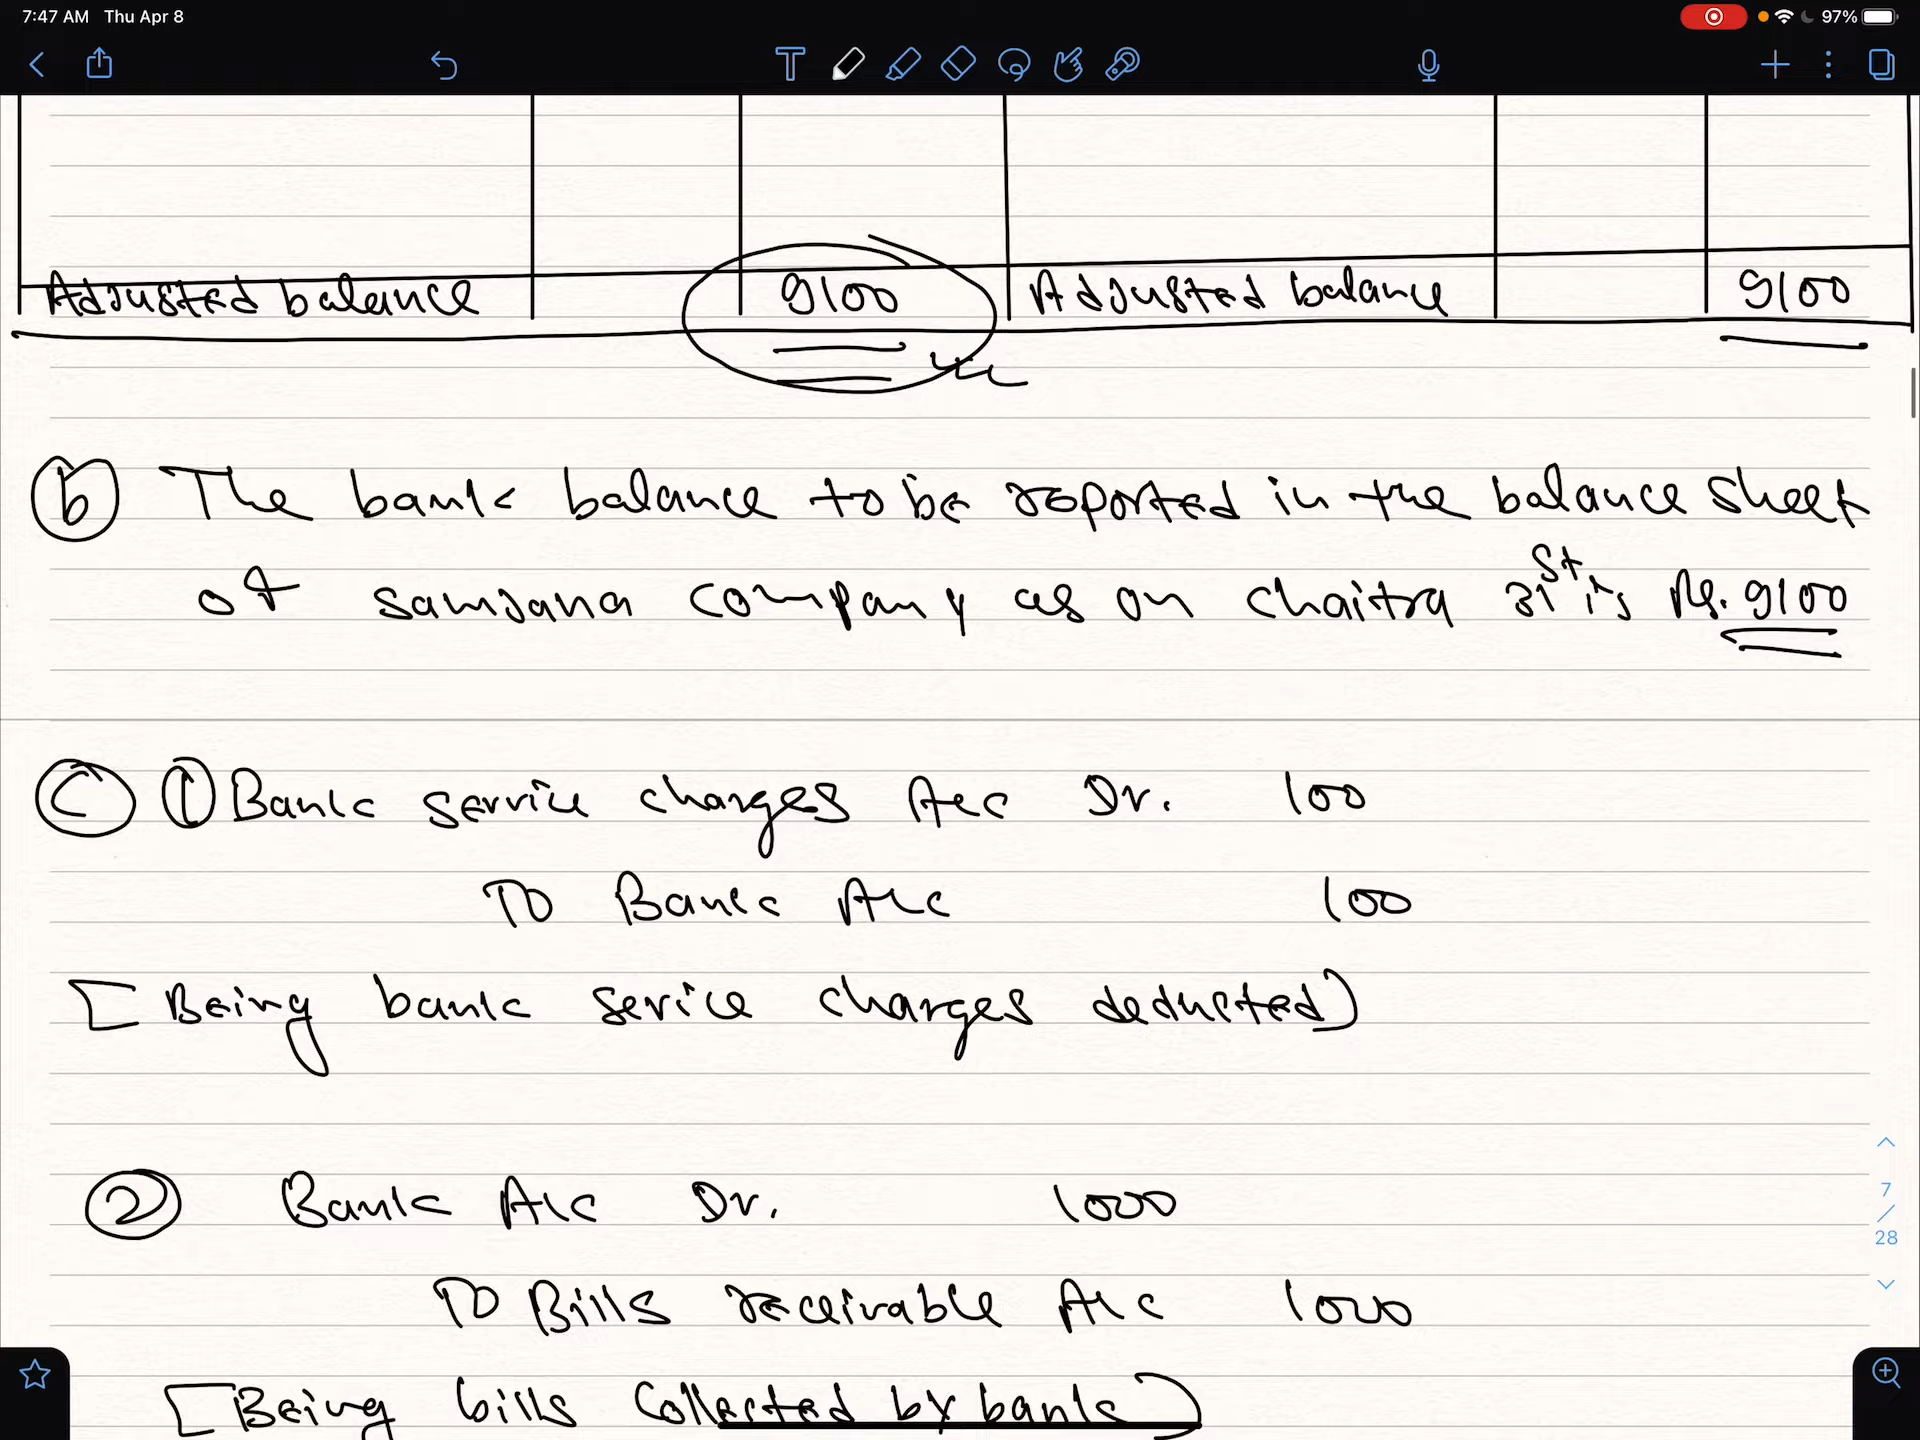 7:47 AM Thu Apr 8
97%
Adjusted balance 9100 Adjusted balance 9100
b The bank balance to be reported in the balance sheet
of samjana company as on chaitra 31st is Rs. 9100
C 1 Bank service charges A/c Dr. 100
TO Bank A/c 100
[Being bank service charges deducted)
2 Bank A/c Dr. 1000
TO Bills receivable A/c 1000
[Being bills collected by bank)
7
/
28